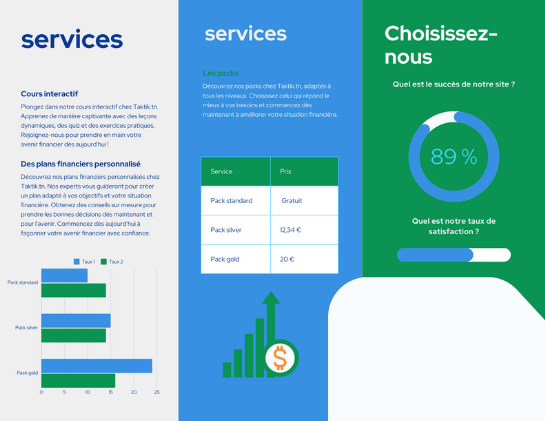 services
Cours interactif
Plongez dans notre cours interactif chez Taktik.tn.
Apprenez de manière captivante avec des leçons
dynamiques, des quiz et des exercices pratiques.
Rejoignez-nous pour prendre en main votre
avenir financier dès aujourd'hui !
Des plans financiers personnalisé
Découvrez nos plans financiers personnalisés chez
Taktik.tn. Nos experts vous guideront pour créer
un plan adapté à vos objectifs et votre situation
financière. Obtenez des conseils sur mesure pour
prendre les bonnes décisions dès maintenant et
pour l'avenir. Commencez dès aujourd'hui à
façonner votre avenir financier avec confiance.
Taux 1 Taux 2
Pack standard
Pack silver
Pack gold
0 5 10 15 20 25
services
Les packs
Découvrez nos packs chez Taktik.tn, adaptés à
tous les niveaux. Choisissez celui qui répond le
mieux à vos besoins et commencez dès
maintenant à améliorer votre situation financière.
Service Prix
Pack standard Gratuit
Pack silver 12,34 €
Pack gold 20 €
$
Choisissez-
nous
Quel est le succès de notre site ?
89 %
Quel est notre taux de
satisfaction ?